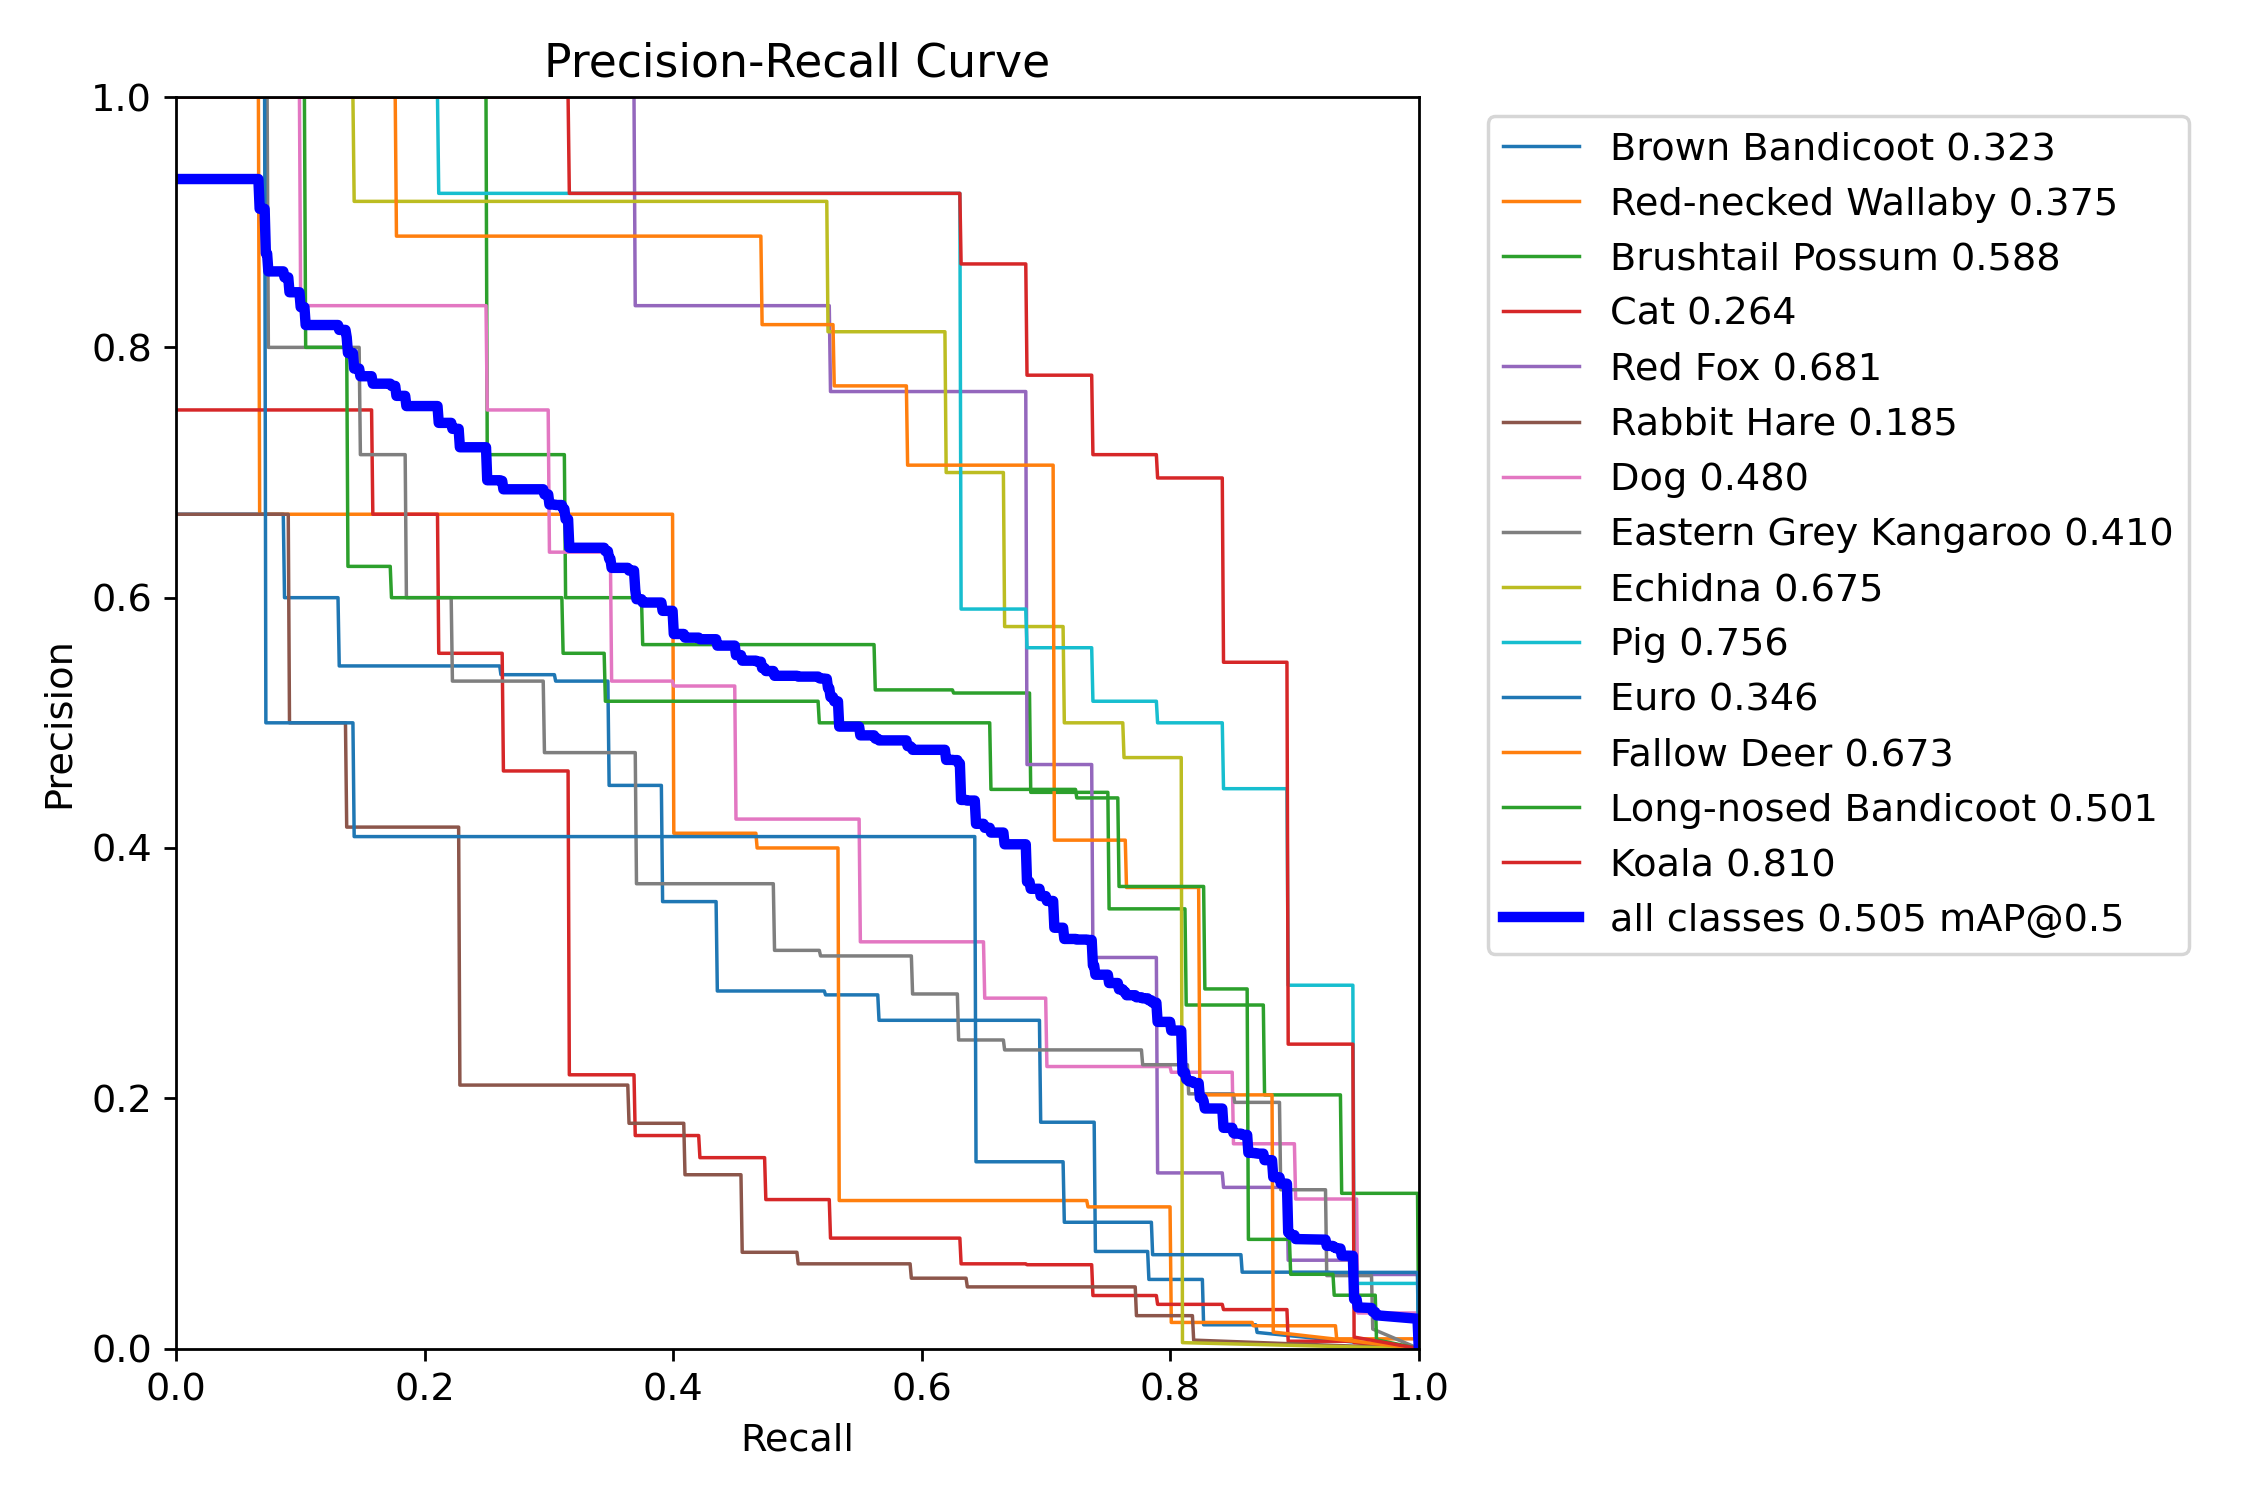 Precision-Recall Curve
1.0
0.8
0.6
0.4
0.2
0.0
Precision
0.0 0.2 0.4 0.6 0.8 1.0
Recall
Brown Bandicoot 0.323
Red-necked Wallaby 0.375
Brushtail Possum 0.588
Cat 0.264
Red Fox 0.681
Rabbit Hare 0.185
Dog 0.480
Eastern Grey Kangaroo 0.410
Echidna 0.675
Pig 0.756
Euro 0.346
Fallow Deer 0.673
Long-nosed Bandicoot 0.501
Koala 0.810
all classes 0.505 mAP@0.5